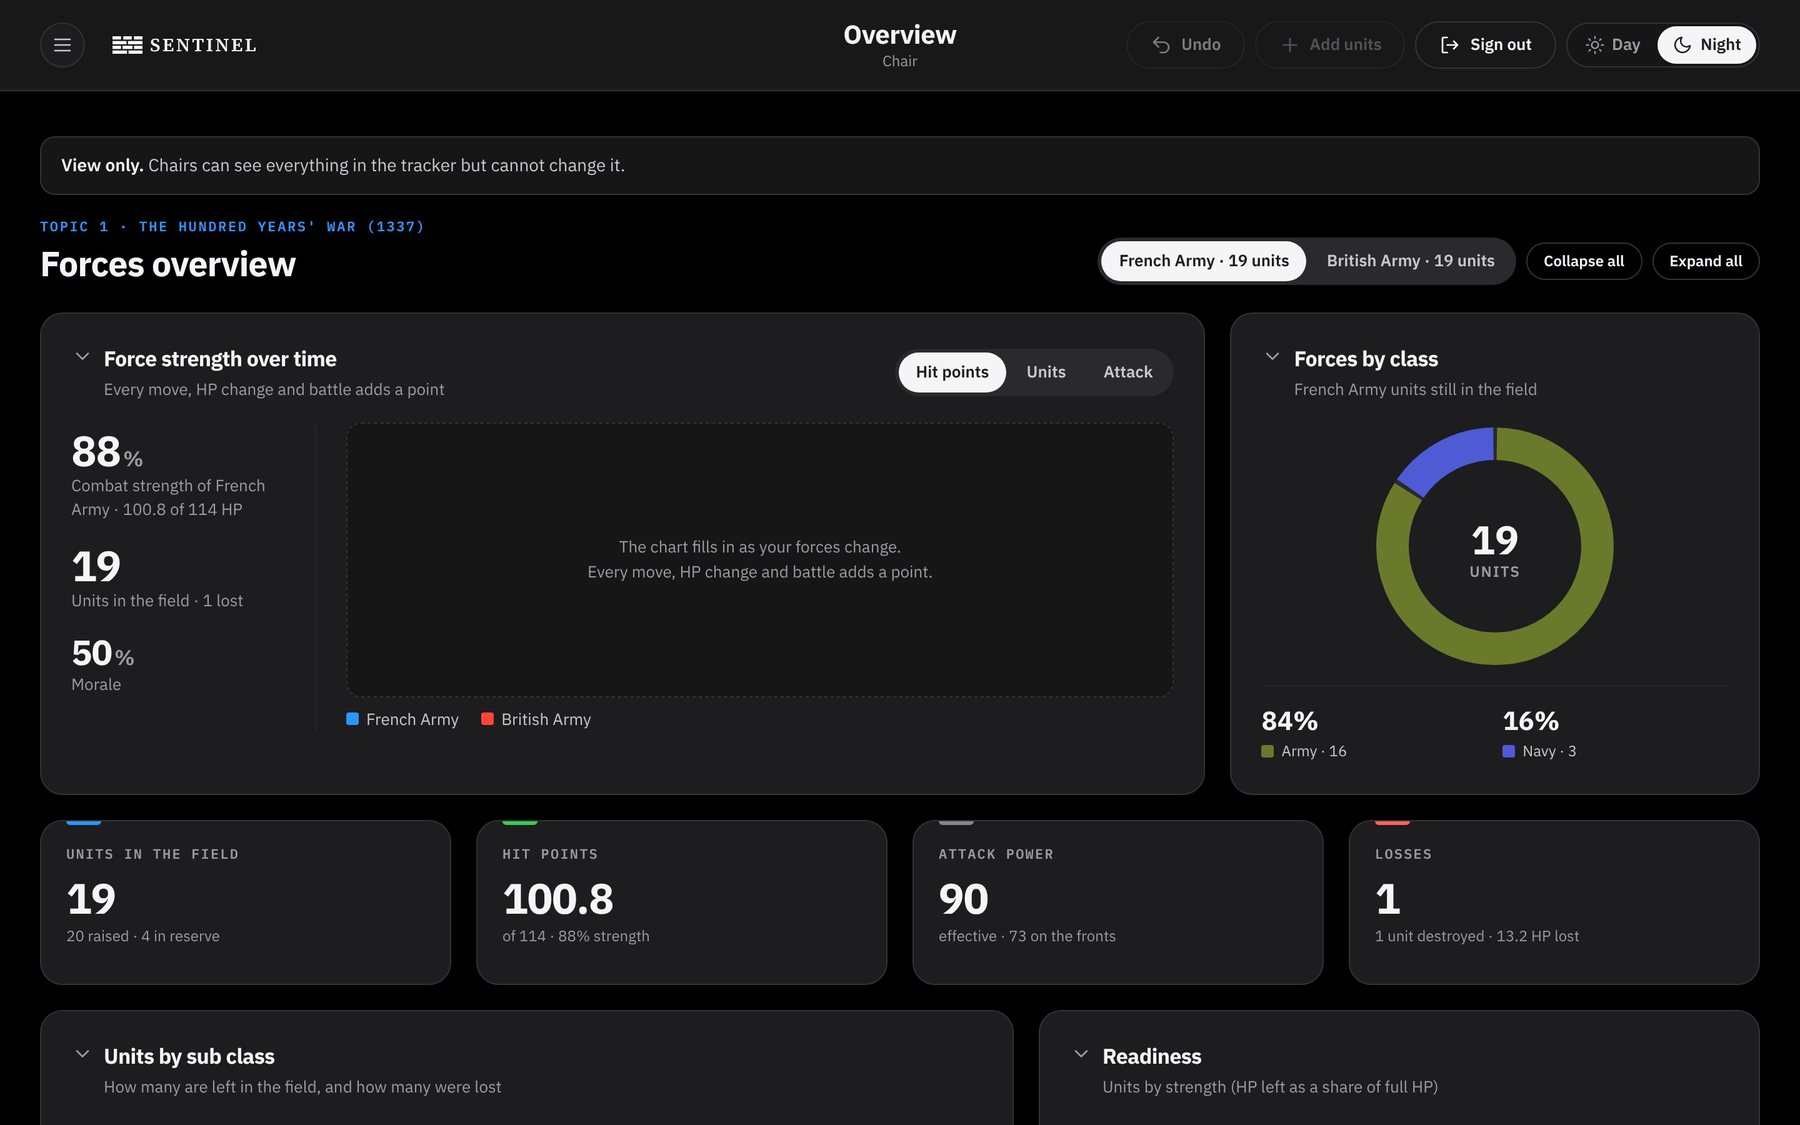 SENTINEL
Overview
Chair
Undo
Add units
Sign out
Day
Night
View only. Chairs can see everything in the tracker but cannot change it.
TOPIC 1 · THE HUNDRED YEARS' WAR (1337)
Forces overview
French Army · 19 units
British Army · 19 units
Collapse all
Expand all
Force strength over time
Every move, HP change and battle adds a point
Hit points
Units
Attack
88%
Combat strength of French
Army · 100.8 of 114 HP
19
Units in the field · 1 lost
50%
Morale
The chart fills in as your forces change.
Every move, HP change and battle adds a point.
French Army
British Army
Forces by class
French Army units still in the field
19
UNITS
84%
Army · 16
16%
Navy · 3
UNITS IN THE FIELD
19
20 raised · 4 in reserve
HIT POINTS
100.8
of 114 · 88% strength
ATTACK POWER
90
effective · 73 on the fronts
LOSSES
1
1 unit destroyed · 13.2 HP lost
Units by sub class
How many are left in the field, and how many were lost
Readiness
Units by strength (HP left as a share of full HP)